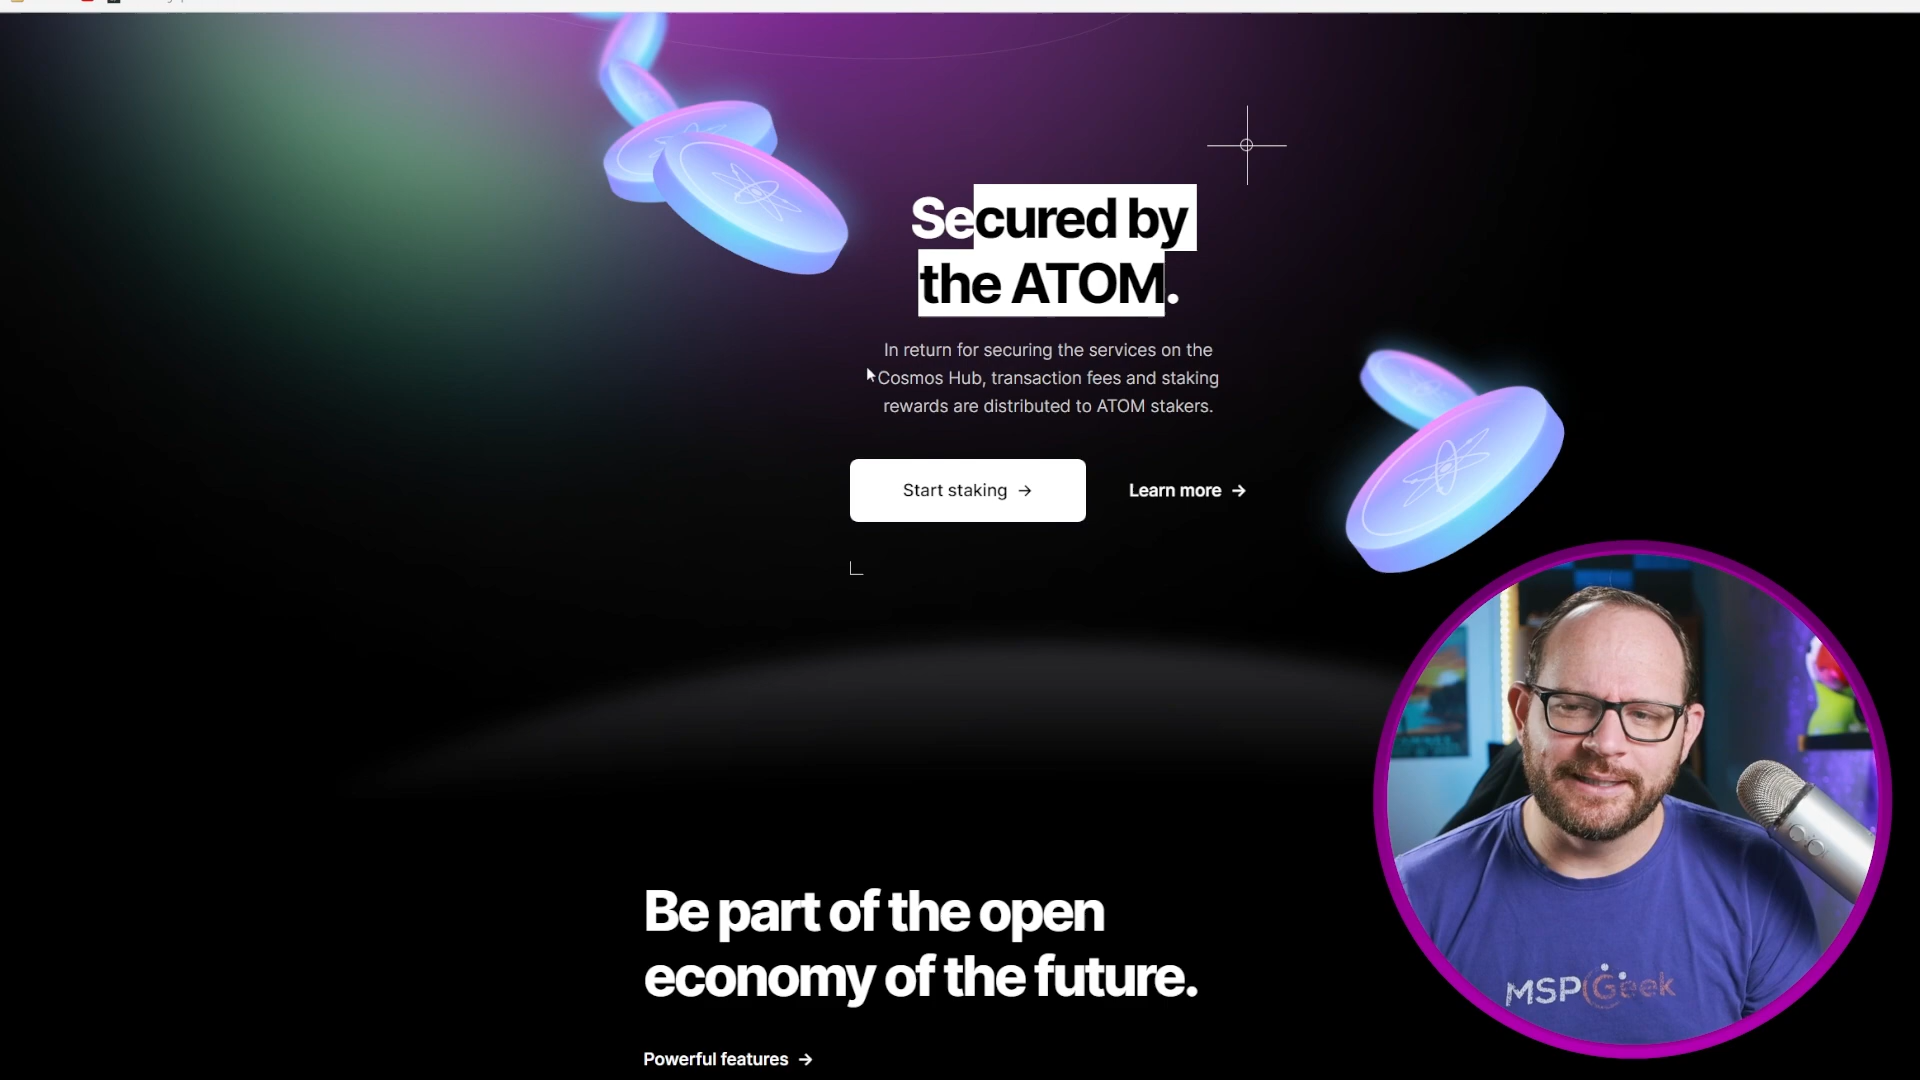 Secured by
the ATOM.
In return for securing the services on the
Cosmos Hub, transaction fees and staking
rewards are distributed to ATOM stakers.
Start staking →
Learn more →
Be part of the open
economy of the future.
Powerful features →
MSPGeek